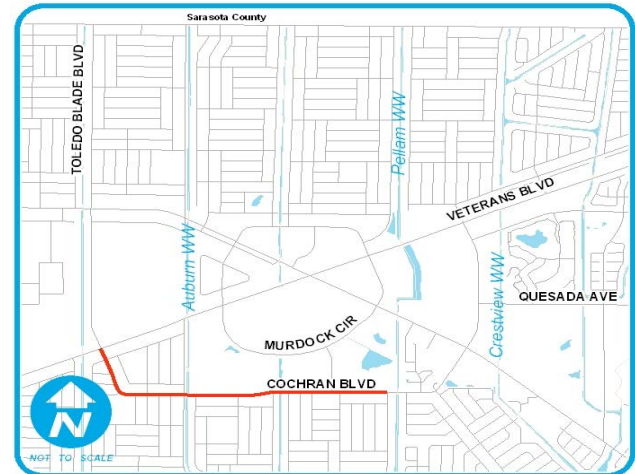 Sarasota County
TOLEDO BLADE BLVD
Pellam WW
VETERANS BLVD
Auburn WW
Crestview WW
QUESADA AVE
MURDOCK CIR
COCHRAN BLVD
N
NOT TO SCALE